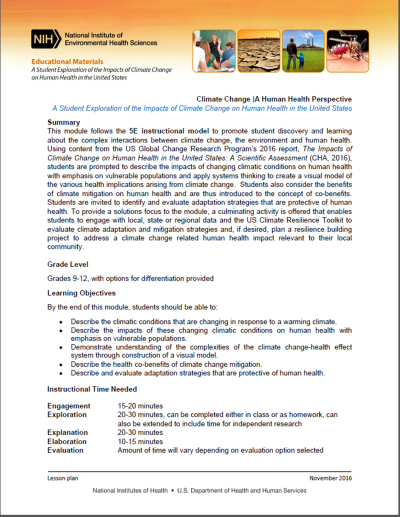 NIH
National Institute of
Environmental Health Sciences
Educational Materials
A Student Exploration of the Impacts of Climate Change
on Human Health in the United States
Climate Change |A Human Health Perspective
A Student Exploration of the Impacts of Climate Change on Human Health in the United States
Summary
This module follows the 5E instructional model to promote student discovery and learning
about the complex interactions between climate change, the environment and human health.
Using content from the US Global Change Research Program's 2016 report, The Impacts of
Climate Change on Human Health in the United States: A Scientific Assessment (CHA, 2016),
students are prompted to describe the impacts of changing climatic conditions on human health
with emphasis on vulnerable populations and apply systems thinking to create a visual model of
the various health implications arising from climate change. Students also consider the benefits
of climate mitigation on human health and are thus introduced to the concept of co-benefits.
Students are invited to identify and evaluate adaptation strategies that are protective of human
health. To provide a solutions focus to the module, a culminating activity is offered that enables
students to engage with local, state or regional data and the US Climate Resilience Toolkit to
evaluate climate adaptation and mitigation strategies and, if desired, plan a resilience building
project to address a climate change related human health impact relevant to their local
community.
Grade Level
Grades 9-12, with options for differentiation provided
Learning Objectives
By the end of this module, students should be able to:
• Describe the climatic conditions that are changing in response to a warming climate.
• Describe the impacts of these changing climatic conditions on human health with
emphasis on vulnerable populations.
• Demonstrate understanding of the complexities of the climate change-health effect
system through construction of a visual model.
• Describe the health co-benefits of climate change mitigation.
• Describe and evaluate adaptation strategies that are protective of human health.
Instructional Time Needed
Engagement 15-20 minutes
Exploration 20-30 minutes, can be completed either in class or as homework, can
also be extended to include time for independent research
Explanation 20-30 minutes
Elaboration 10-15 minutes
Evaluation Amount of time will vary depending on evaluation option selected
Lesson plan November 2016
National Institutes of Health • U.S. Department of Health and Human Services